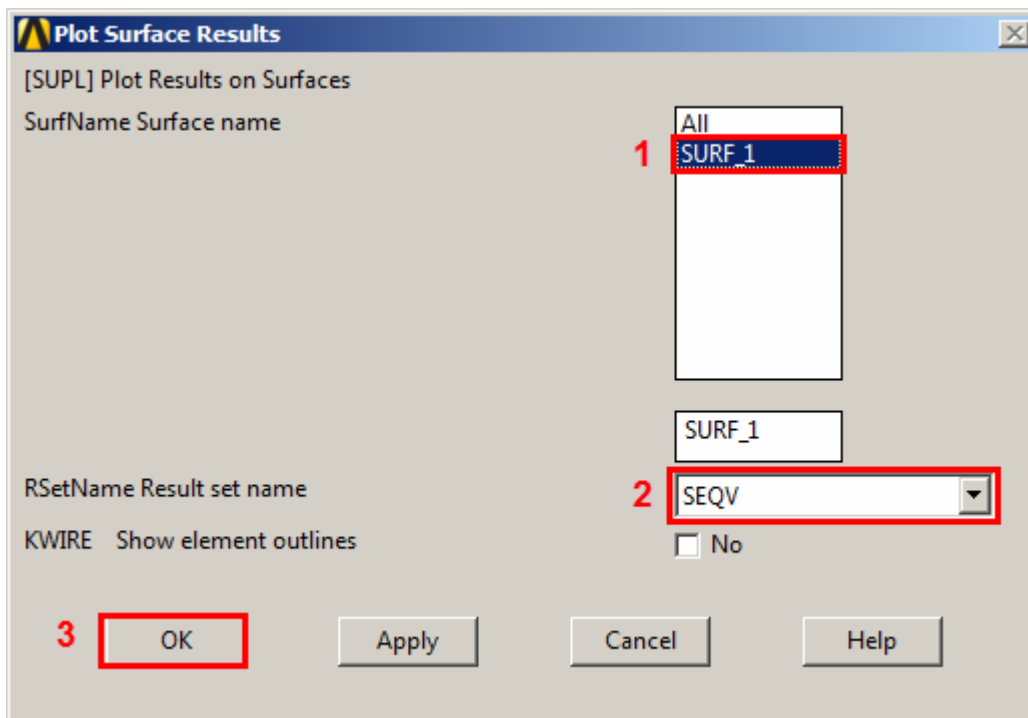 Plot Surface Results
[SUPL] Plot Results on Surfaces
SurfName Surface name
All
1 SURF_1
SURF_1
RSetName Result set name 2 SEQV
KWIRE Show element outlines No
3 OK Apply Cancel Help